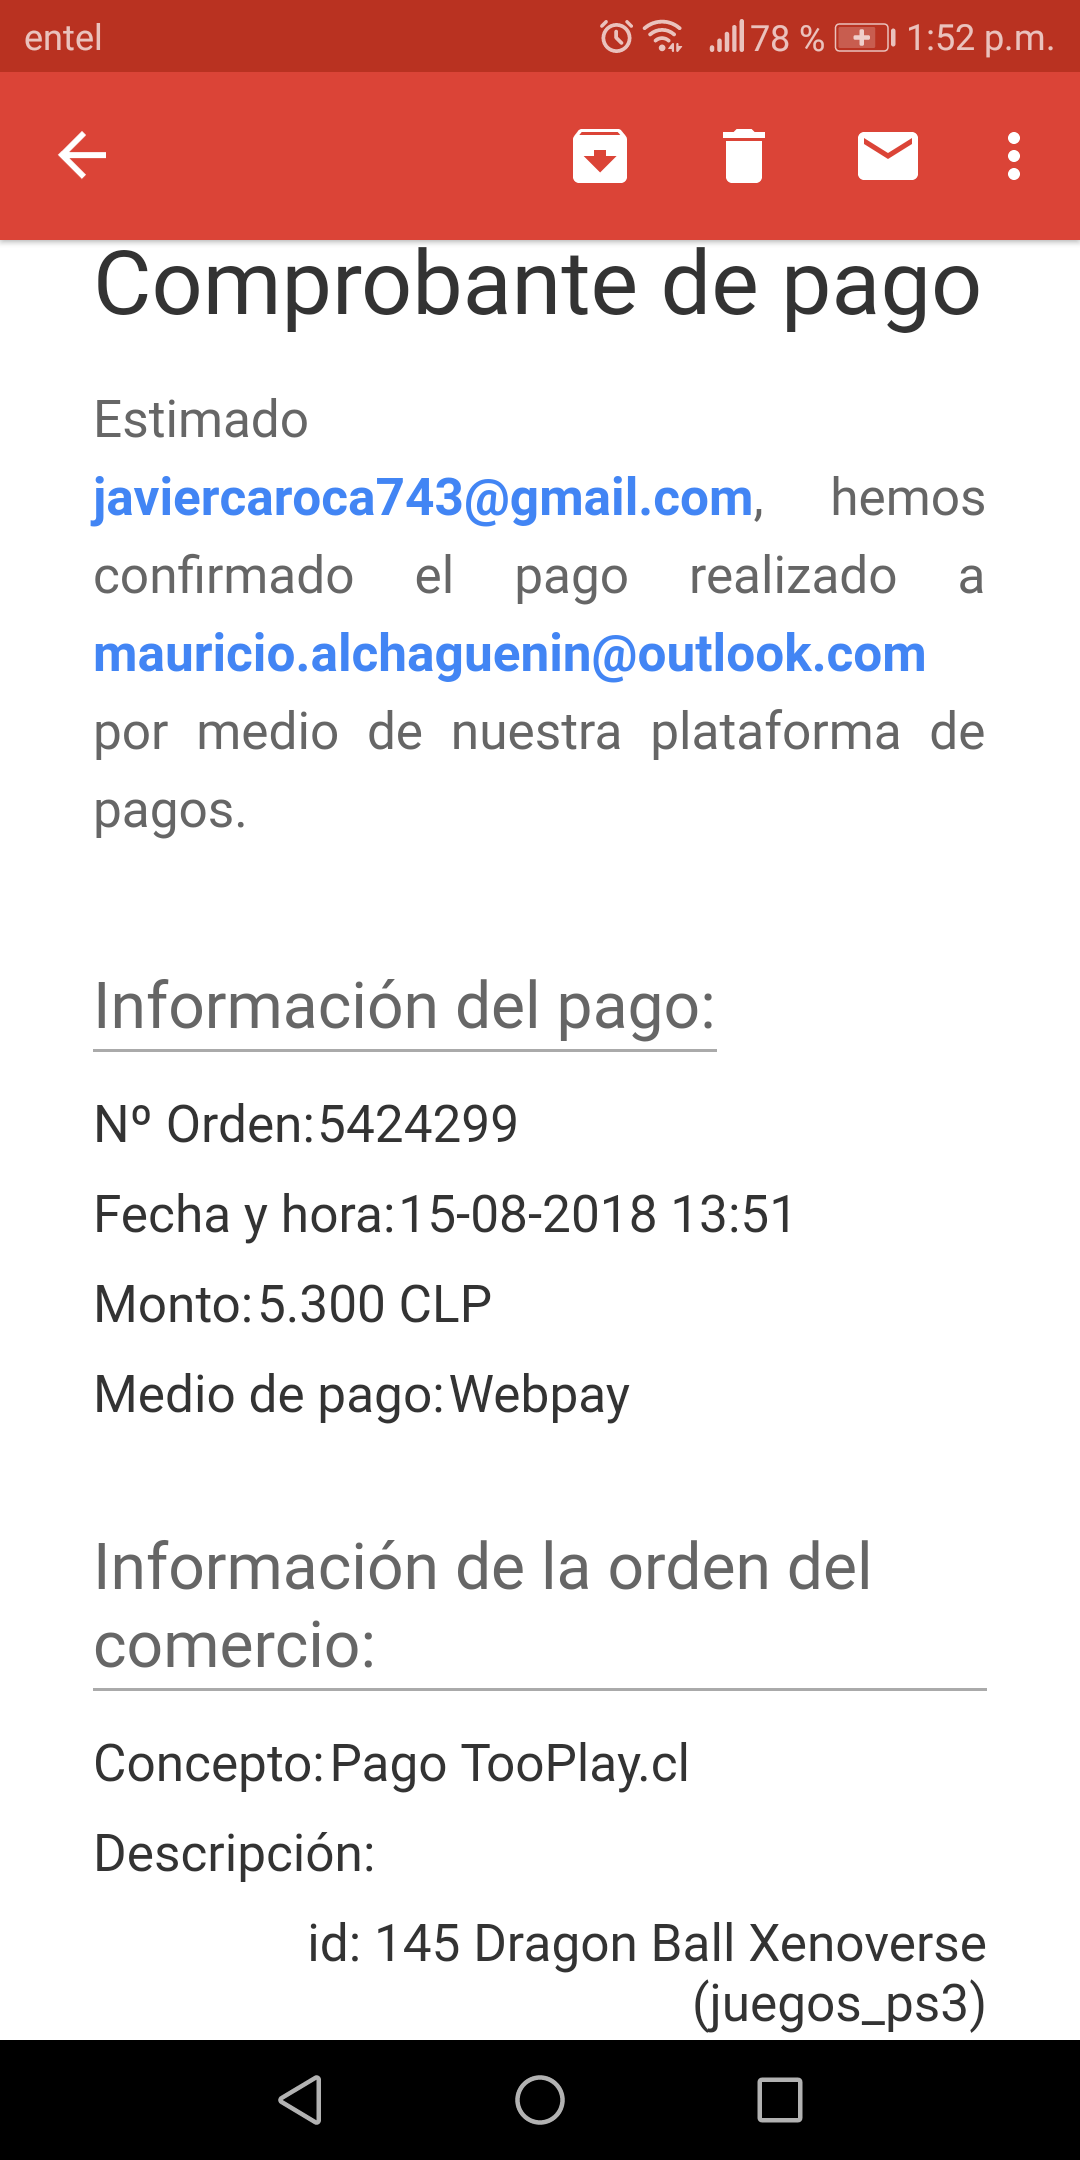 entel 78 % 1:52 p.m.
Comprobante de pago
Estimado
javiercaroca743@gmail.com, hemos
confirmado el pago realizado a
mauricio.alchaguenin@outlook.com
por medio de nuestra plataforma de
pagos.
Información del pago:
Nº Orden: 5424299
Fecha y hora: 15-08-2018 13:51
Monto: 5.300 CLP
Medio de pago: Webpay
Información de la orden del
comercio:
Concepto: Pago TooPlay.cl
Descripción:
id: 145 Dragon Ball Xenoverse
(juegos_ps3)